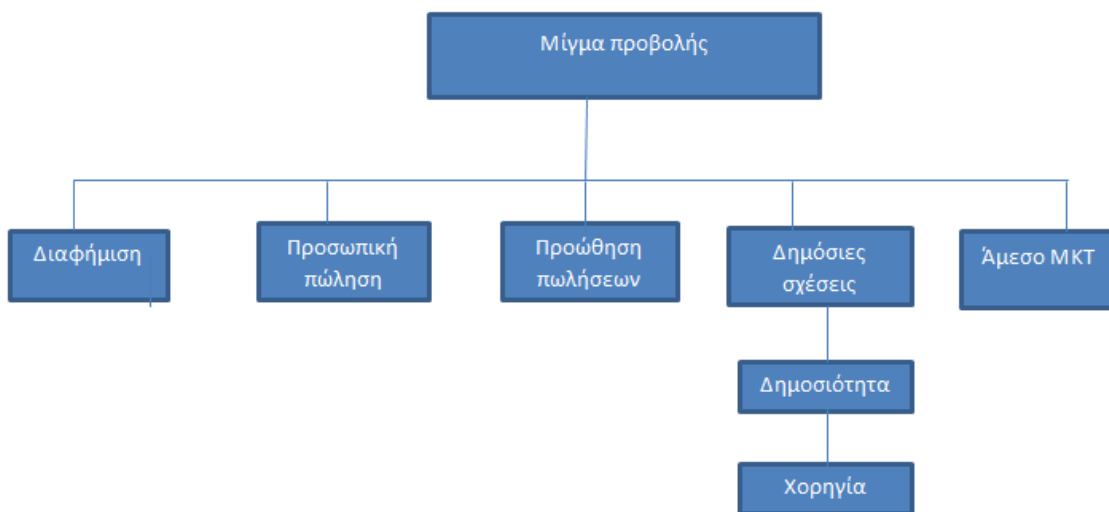 Μίγμα προβολής
Διαφήμιση
Προσωπική
πώληση
Προώθηση
πωλήσεων
Δημόσιες
σχέσεις
Άμεσο ΜΚΤ
Δημοσιότητα
Χορηγία